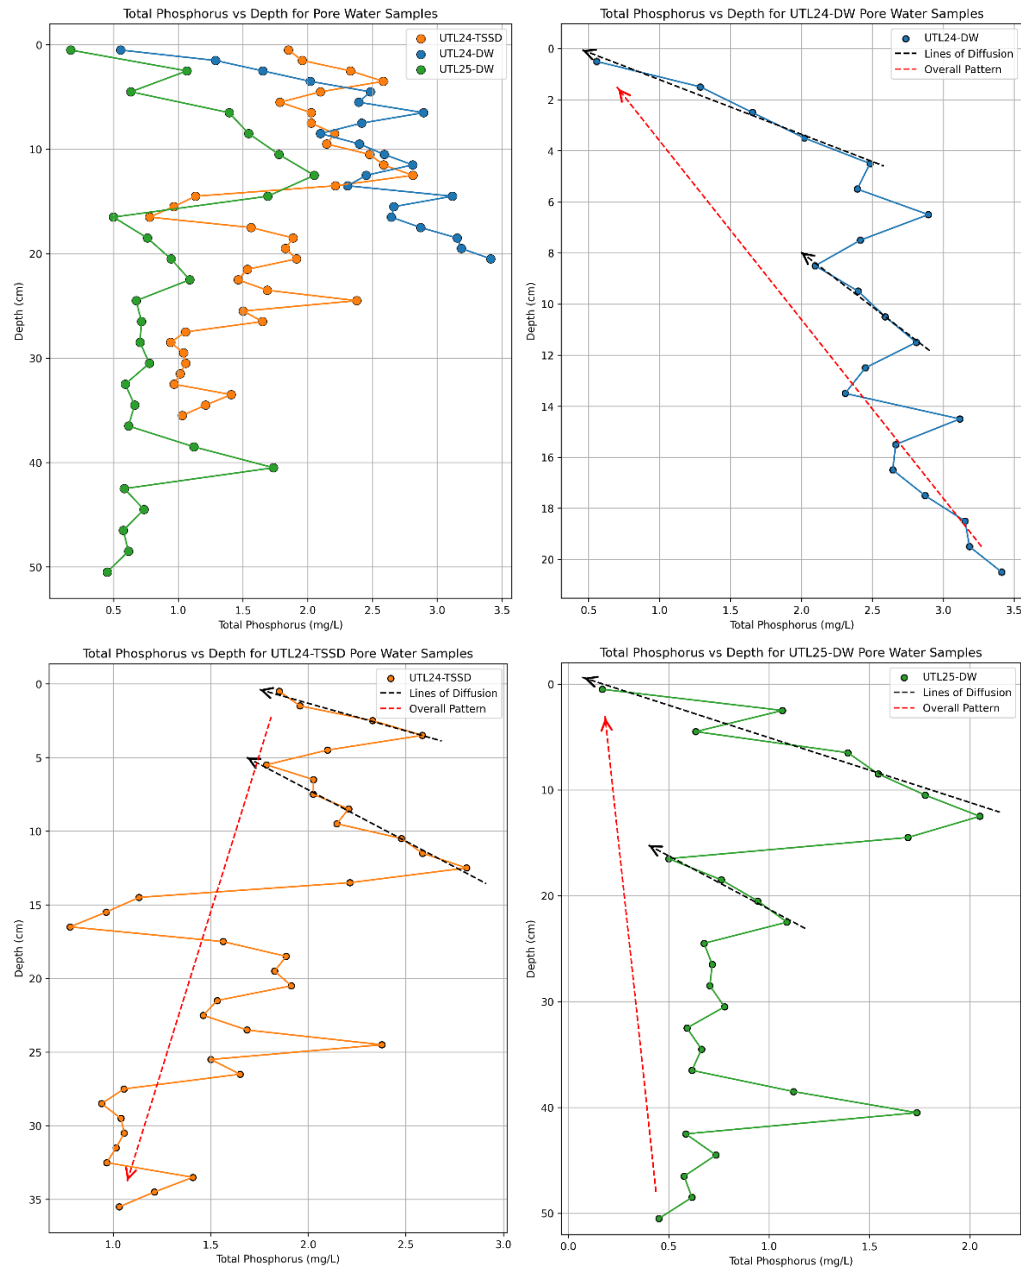 Total Phosphorus vs Depth for Pore Water Samples
UTL24-TSSD
UTL24-DW
UTL25-DW
0
10
20
30
40
50
Depth (cm)
0.5 1.0 1.5 2.0 2.5 3.0 3.5
Total Phosphorus (mg/L)
Total Phosphorus vs Depth for UTL24-DW Pore Water Samples
UTL24-DW
Lines of Diffusion
Overall Pattern
0
2
4
6
8
10
12
14
16
18
20
Depth (cm)
0.5 1.0 1.5 2.0 2.5 3.0 3.5
Total Phosphorus (mg/L)
Total Phosphorus vs Depth for UTL24-TSSD Pore Water Samples
UTL24-TSSD
Lines of Diffusion
Overall Pattern
0
5
10
15
20
25
30
35
Depth (cm)
1.0 1.5 2.0 2.5 3.0
Total Phosphorus (mg/L)
Total Phosphorus vs Depth for UTL25-DW Pore Water Samples
UTL25-DW
Lines of Diffusion
Overall Pattern
0
10
20
30
40
50
Depth (cm)
0.0 0.5 1.0 1.5 2.0
Total Phosphorus (mg/L)